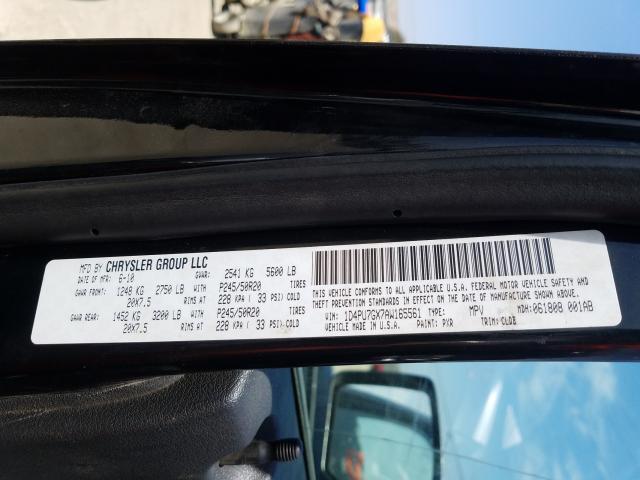 MFD BY CHRYSLER GROUP LLC
DATE OF MFR: 6-10 GVWR: 2541 KG 5600 LB
GAWR FRONT: 1248 KG 2750 LB WITH P245/50R20 TIRES
20X7.5 RIMS AT 228 KPA ( 33 PSI) COLD
GAWR REAR: 1452 KG 3200 LB WITH P245/50R20 TIRES
20X7.5 RIMS AT 228 KPA ( 33 PSI) COLD
THIS VEHICLE CONFORMS TO ALL APPLICABLE U.S.A. FEDERAL MOTOR VEHICLE SAFETY AND
THEFT PREVENTION STANDARDS IN EFFECT ON THE DATE OF MANUFACTURE SHOWN ABOVE.
VIN: 1D4PU7GX7AW165561 TYPE: MPV MDH: 061808 001AB
VEHICLE MADE IN U.S.A. PAINT: PXR TRIM: CLDB